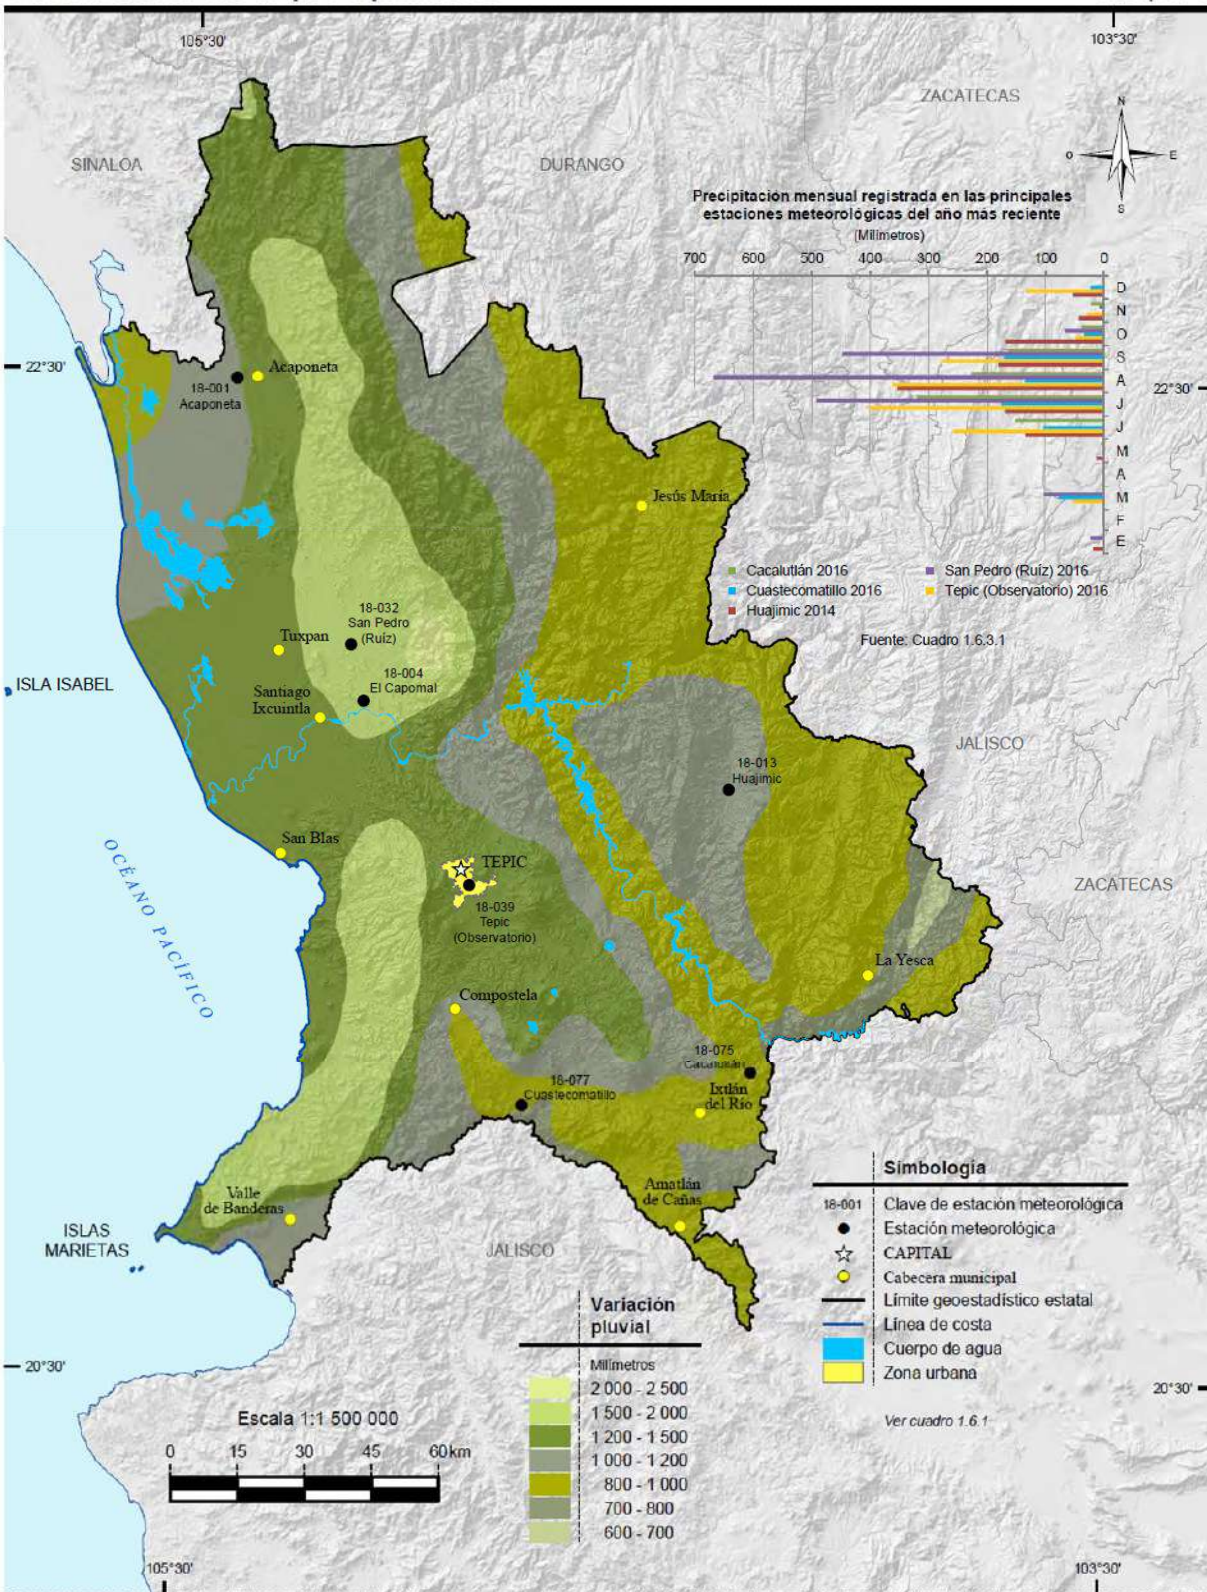 105°30'
103°30'
ZACATECAS
SINALOA
DURANGO
N
O
E
S
Precipitación mensual registrada en las principales
estaciones meteorológicas del año más reciente
(Milímetros)
700 600 500 400 300 200 100 0
D
N
O
S
A
J
J
M
A
M
F
E
22°30'
22°30'
Acaponeta
18-001
Acaponeta
Jesús María
Cacalutlán 2016
San Pedro (Ruíz) 2016
Cuastecomatillo 2016
Tepic (Observatorio) 2016
Huajimic 2014
Fuente: Cuadro 1.6.3.1
18-032
San Pedro
(Ruíz)
Tuxpan
18-004
El Capomal
ISLA ISABEL
Santiago
Ixcuintla
JALISCO
18-013
Huajimic
San Blas
OCÉANO PACÍFICO
TEPIC
18-039
Tepic
(Observatorio)
ZACATECAS
La Yesca
Compostela
18-075
Cacalutlán
18-077
Cuastecomatillo
Ixtlán
del Río
Amatlán
de Cañas
Valle
de Banderas
ISLAS
MARIETAS
JALISCO
Simbología
18-001 Clave de estación meteorológica
Estación meteorológica
CAPITAL
Cabecera municipal
Límite geoestadístico estatal
Línea de costa
Cuerpo de agua
Zona urbana
Ver cuadro 1.6.1
Variación
pluvial
Milímetros
2 000 - 2 500
1 500 - 2 000
1 200 - 1 500
1 000 - 1 200
800 - 1 000
700 - 800
600 - 700
20°30'
20°30'
Escala 1:1 500 000
0 15 30 45 60 km
105°30'
103°30'